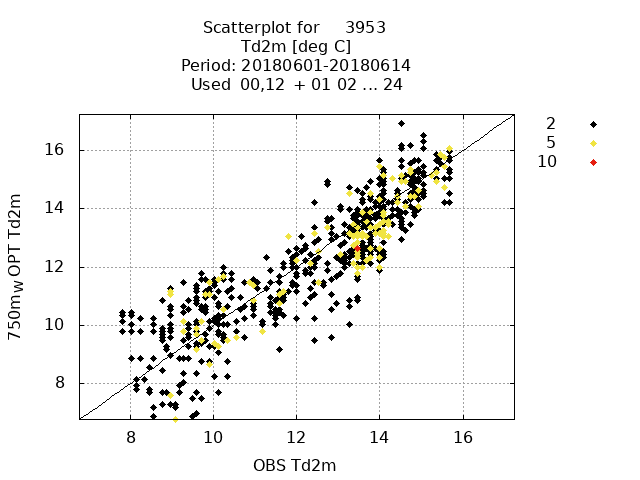 Scatterplot for 3953
Td2m [deg C]
Period: 20180601-20180614
Used 00,12 + 01 02 ... 24
2
5
10
16
14
12
10
8
750mw OPT Td2m
8 10 12 14 16
OBS Td2m